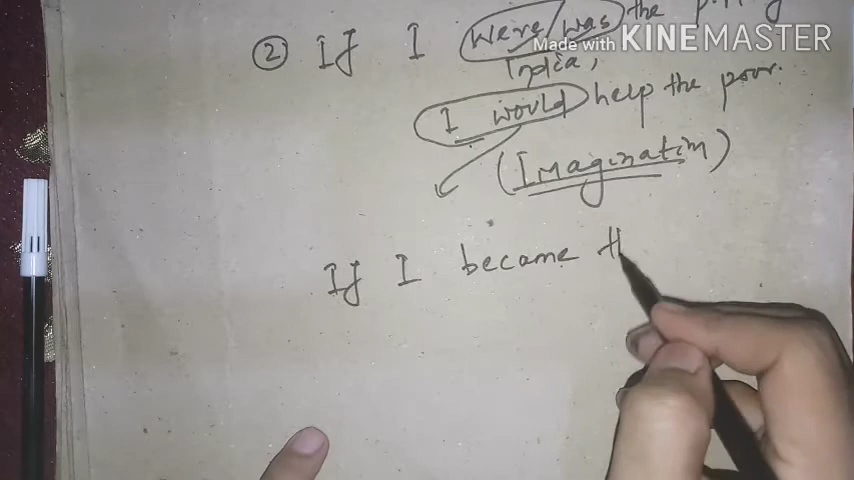 ② If I were/was the
Made with KINEMASTER
India,
I would help the poor.
(Imagination)
If I became th